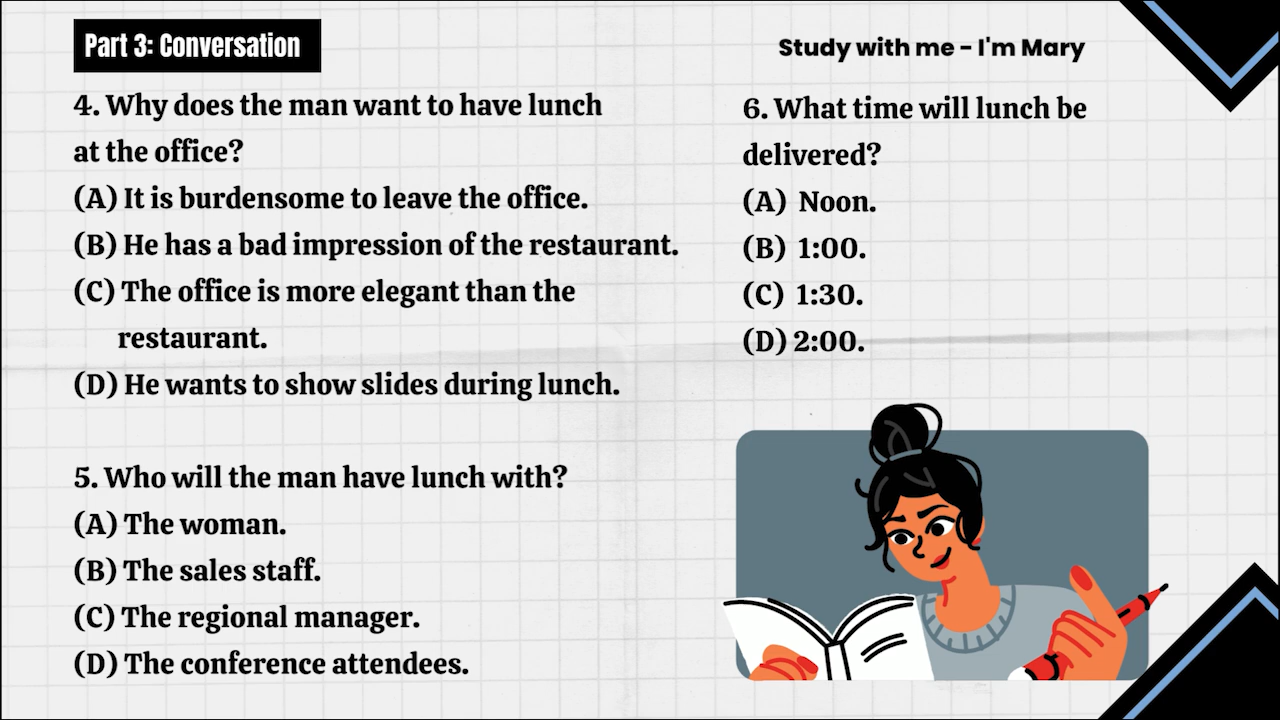 Part 3: Conversation
Study with me - I'm Mary
4. Why does the man want to have lunch
at the office?
(A) It is burdensome to leave the office.
(B) He has a bad impression of the restaurant.
(C) The office is more elegant than the
restaurant.
(D) He wants to show slides during lunch.
5. Who will the man have lunch with?
(A) The woman.
(B) The sales staff.
(C) The regional manager.
(D) The conference attendees.
6. What time will lunch be
delivered?
(A) Noon.
(B) 1:00.
(C) 1:30.
(D) 2:00.